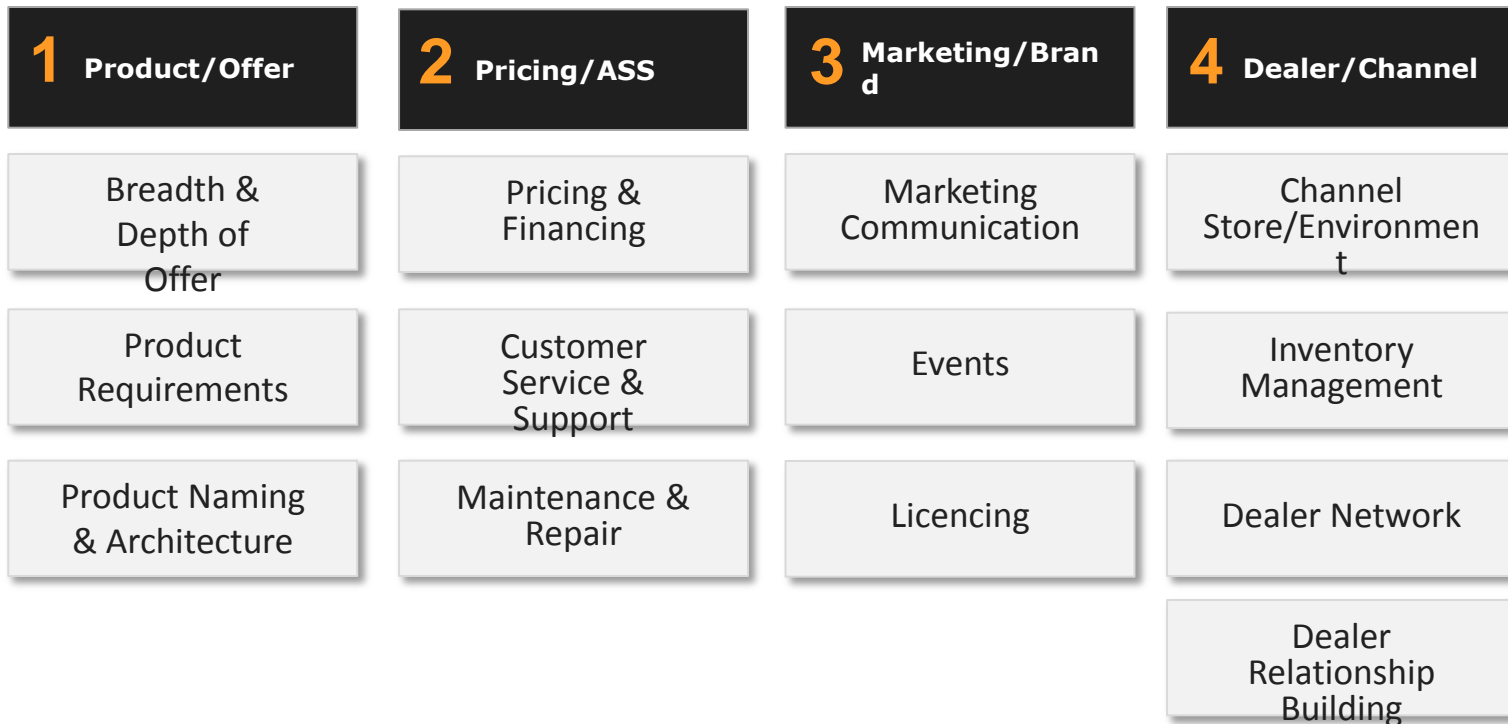 1 Product/Offer
2 Pricing/ASS
3 Marketing/Bran
d
4 Dealer/Channel
Breadth &
Depth of
Offer
Pricing &
Financing
Marketing
Communication
Channel
Store/Environmen
t
Product
Requirements
Customer
Service &
Support
Events
Inventory
Management
Product Naming
& Architecture
Maintenance &
Repair
Licencing
Dealer Network
Dealer
Relationship
Building